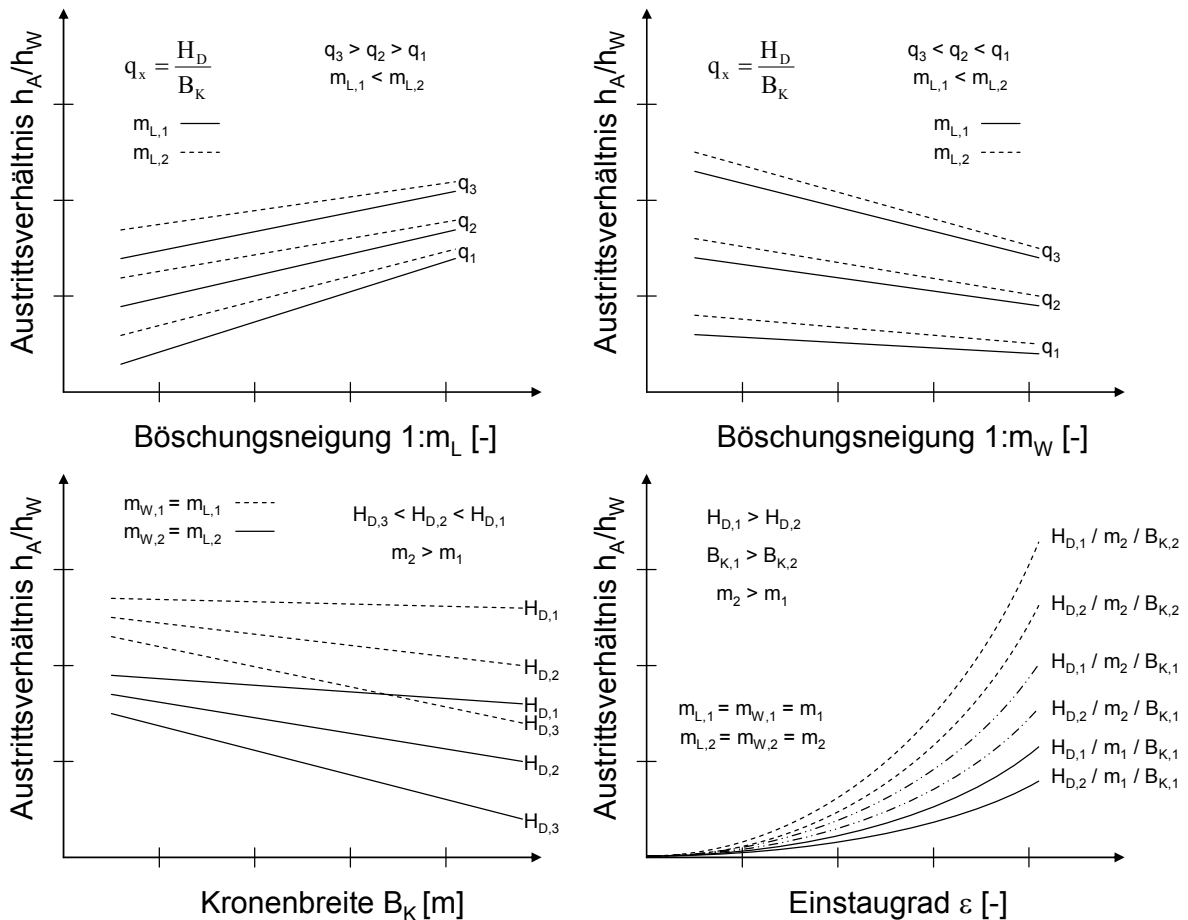 Austrittsverhältnis h_A/h_W
q_x = H_D / B_K
q_3 > q_2 > q_1
m_L,1 < m_L,2
m_L,1
m_L,2
q_3
q_2
q_1
Böschungsneigung 1:m_L [-]
Austrittsverhältnis h_A/h_W
q_x = H_D / B_K
q_3 < q_2 < q_1
m_L,1 < m_L,2
m_L,1
m_L,2
q_3
q_2
q_1
Böschungsneigung 1:m_W [-]
Austrittsverhältnis h_A/h_W
m_W,1 = m_L,1
m_W,2 = m_L,2
H_D,3 < H_D,2 < H_D,1
m_2 > m_1
H_D,1
H_D,2
H_D,1
H_D,3
H_D,2
H_D,3
Kronenbreite B_K [m]
Austrittsverhältnis h_A/h_W
H_D,1 > H_D,2
B_K,1 > B_K,2
m_2 > m_1
m_L,1 = m_W,1 = m_1
m_L,2 = m_W,2 = m_2
H_D,1 / m_2 / B_K,2
H_D,2 / m_2 / B_K,2
H_D,1 / m_2 / B_K,1
H_D,2 / m_2 / B_K,1
H_D,1 / m_1 / B_K,1
H_D,2 / m_1 / B_K,1
Einstaugrad ε [-]